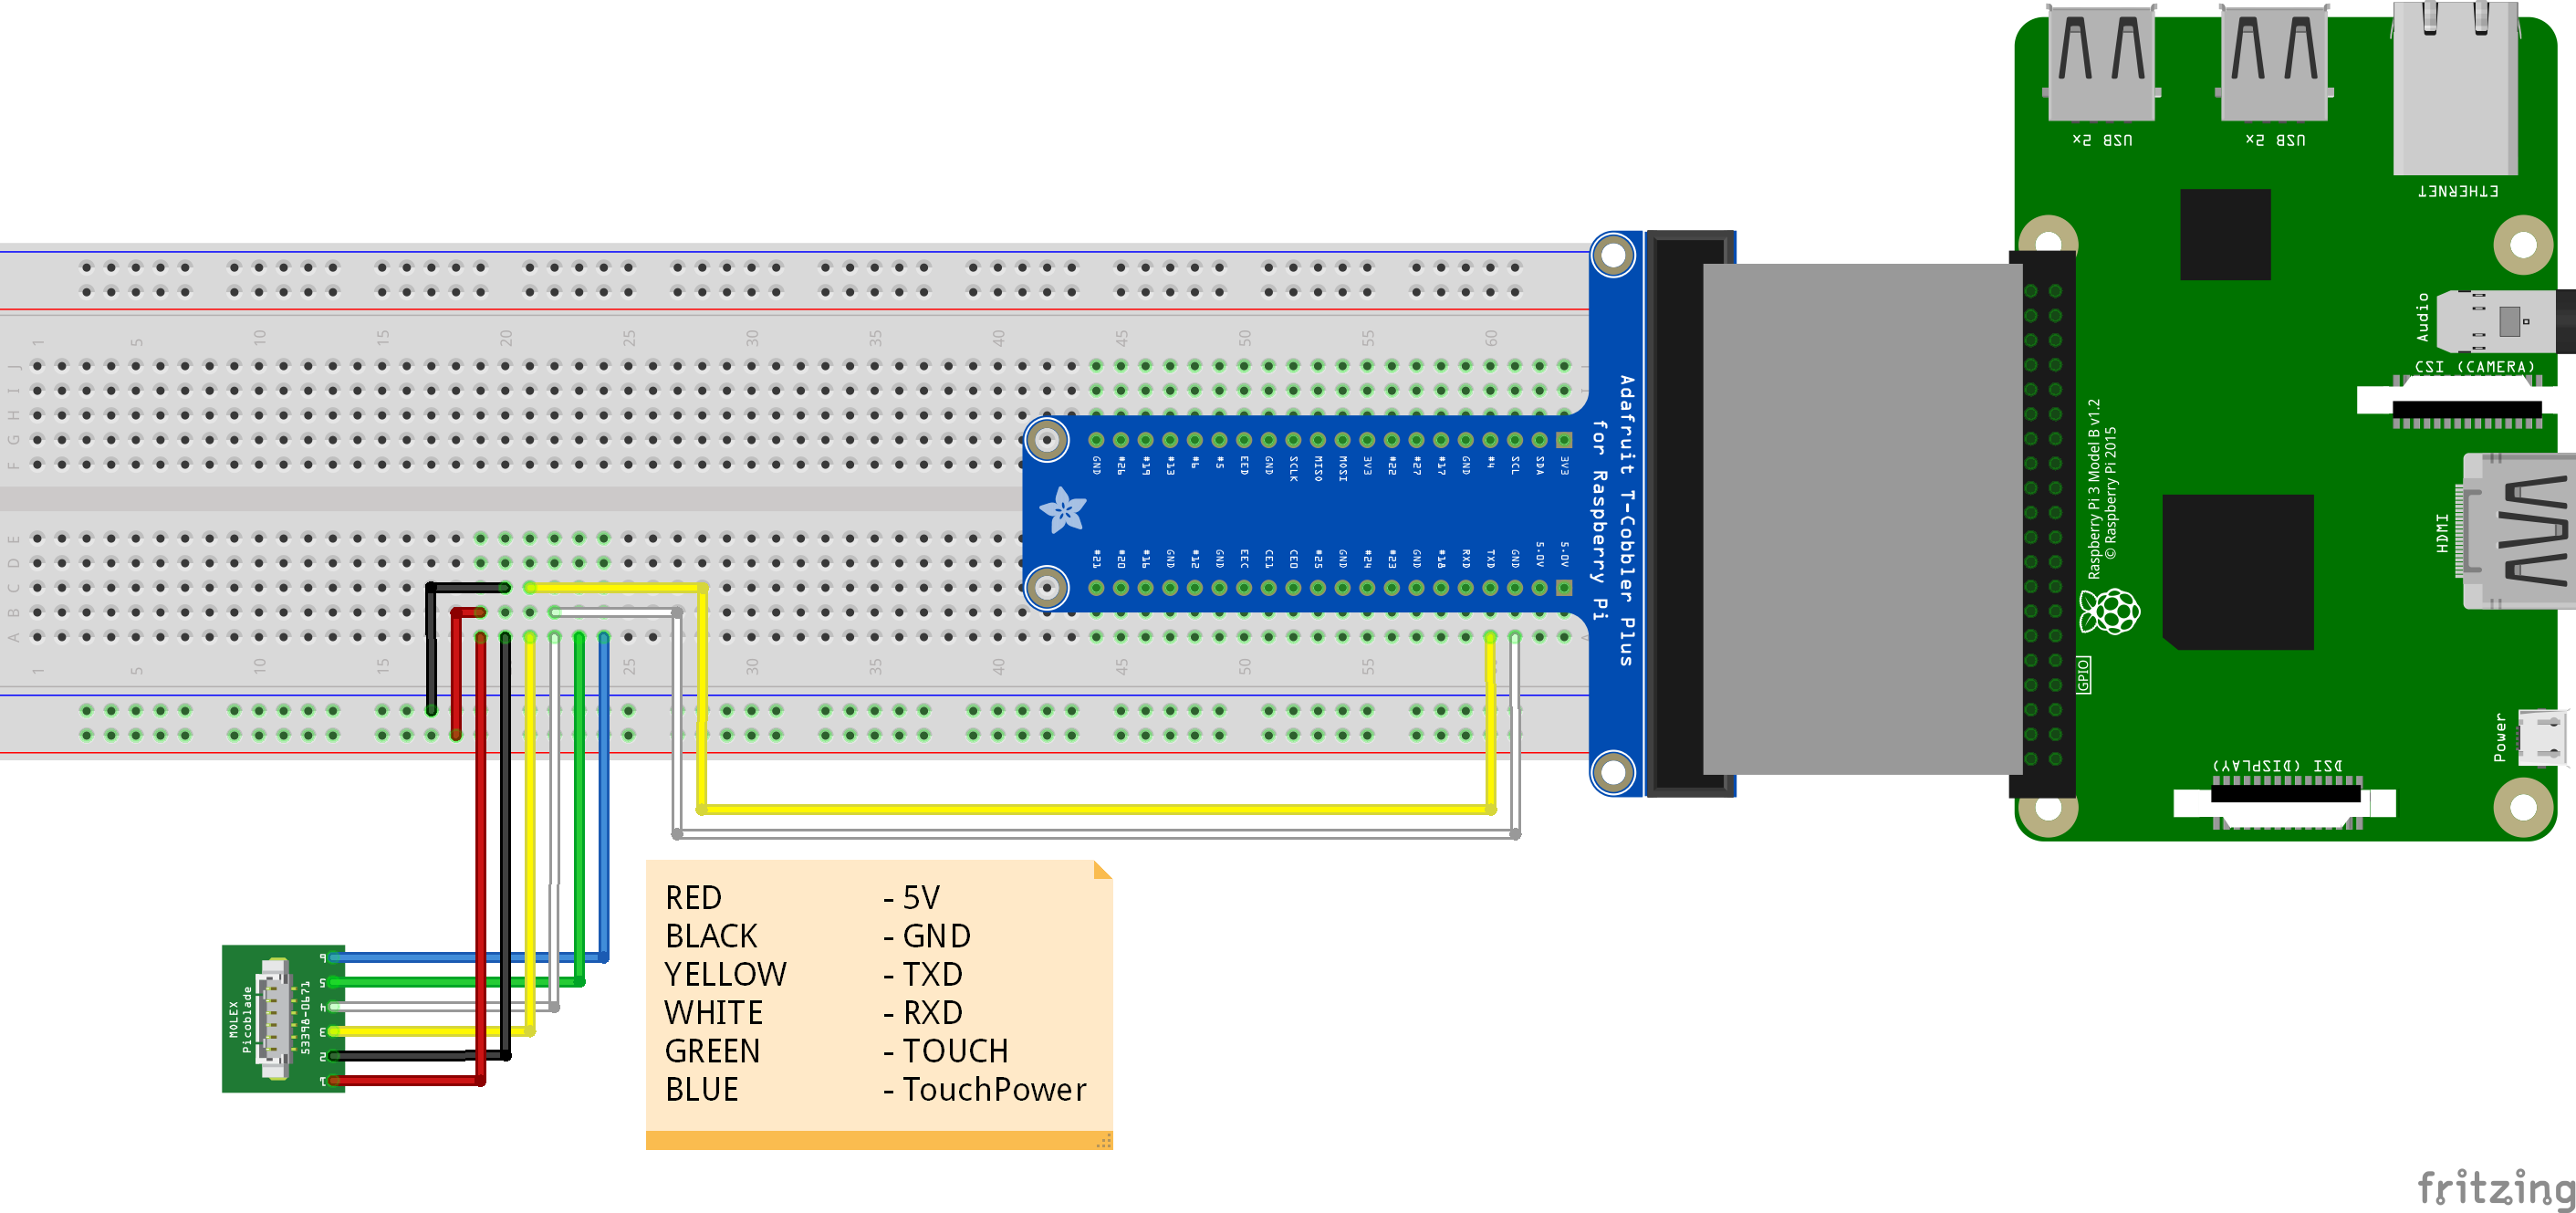 USB 2x
USB 2x
ETHERNET
Audio
CSI (CAMERA)
HDMI
Raspberry Pi 3 Model B v1.2
© Raspberry Pi 2015
GPIO
Power
DSI (DISPLAY)
Adafruit T-Cobbler Plus
for Raspberry Pi
1 5 10 15 20 25 30 35 40 45 50 55 60
J
I
H
G
F
GND #26 #19 #13 #6 #5 EED GND SCLK MISO MOSI 3V3 #22 #27 #17 GND #4 SCL SDA 3V3
#21 #20 #16 GND #12 GND EEC CE1 CE0 #25 GND #24 #23 GND #18 RXD TXD GND 5.0V 5.0V
E
D
C
B
A
1 5 10 15 20 25 30 35 40 45 50 55
MOLEX
Picoblade
53398-0671
6
5
4
3
2
1
RED - 5V
BLACK - GND
YELLOW - TXD
WHITE - RXD
GREEN - TOUCH
BLUE - TouchPower
fritzing